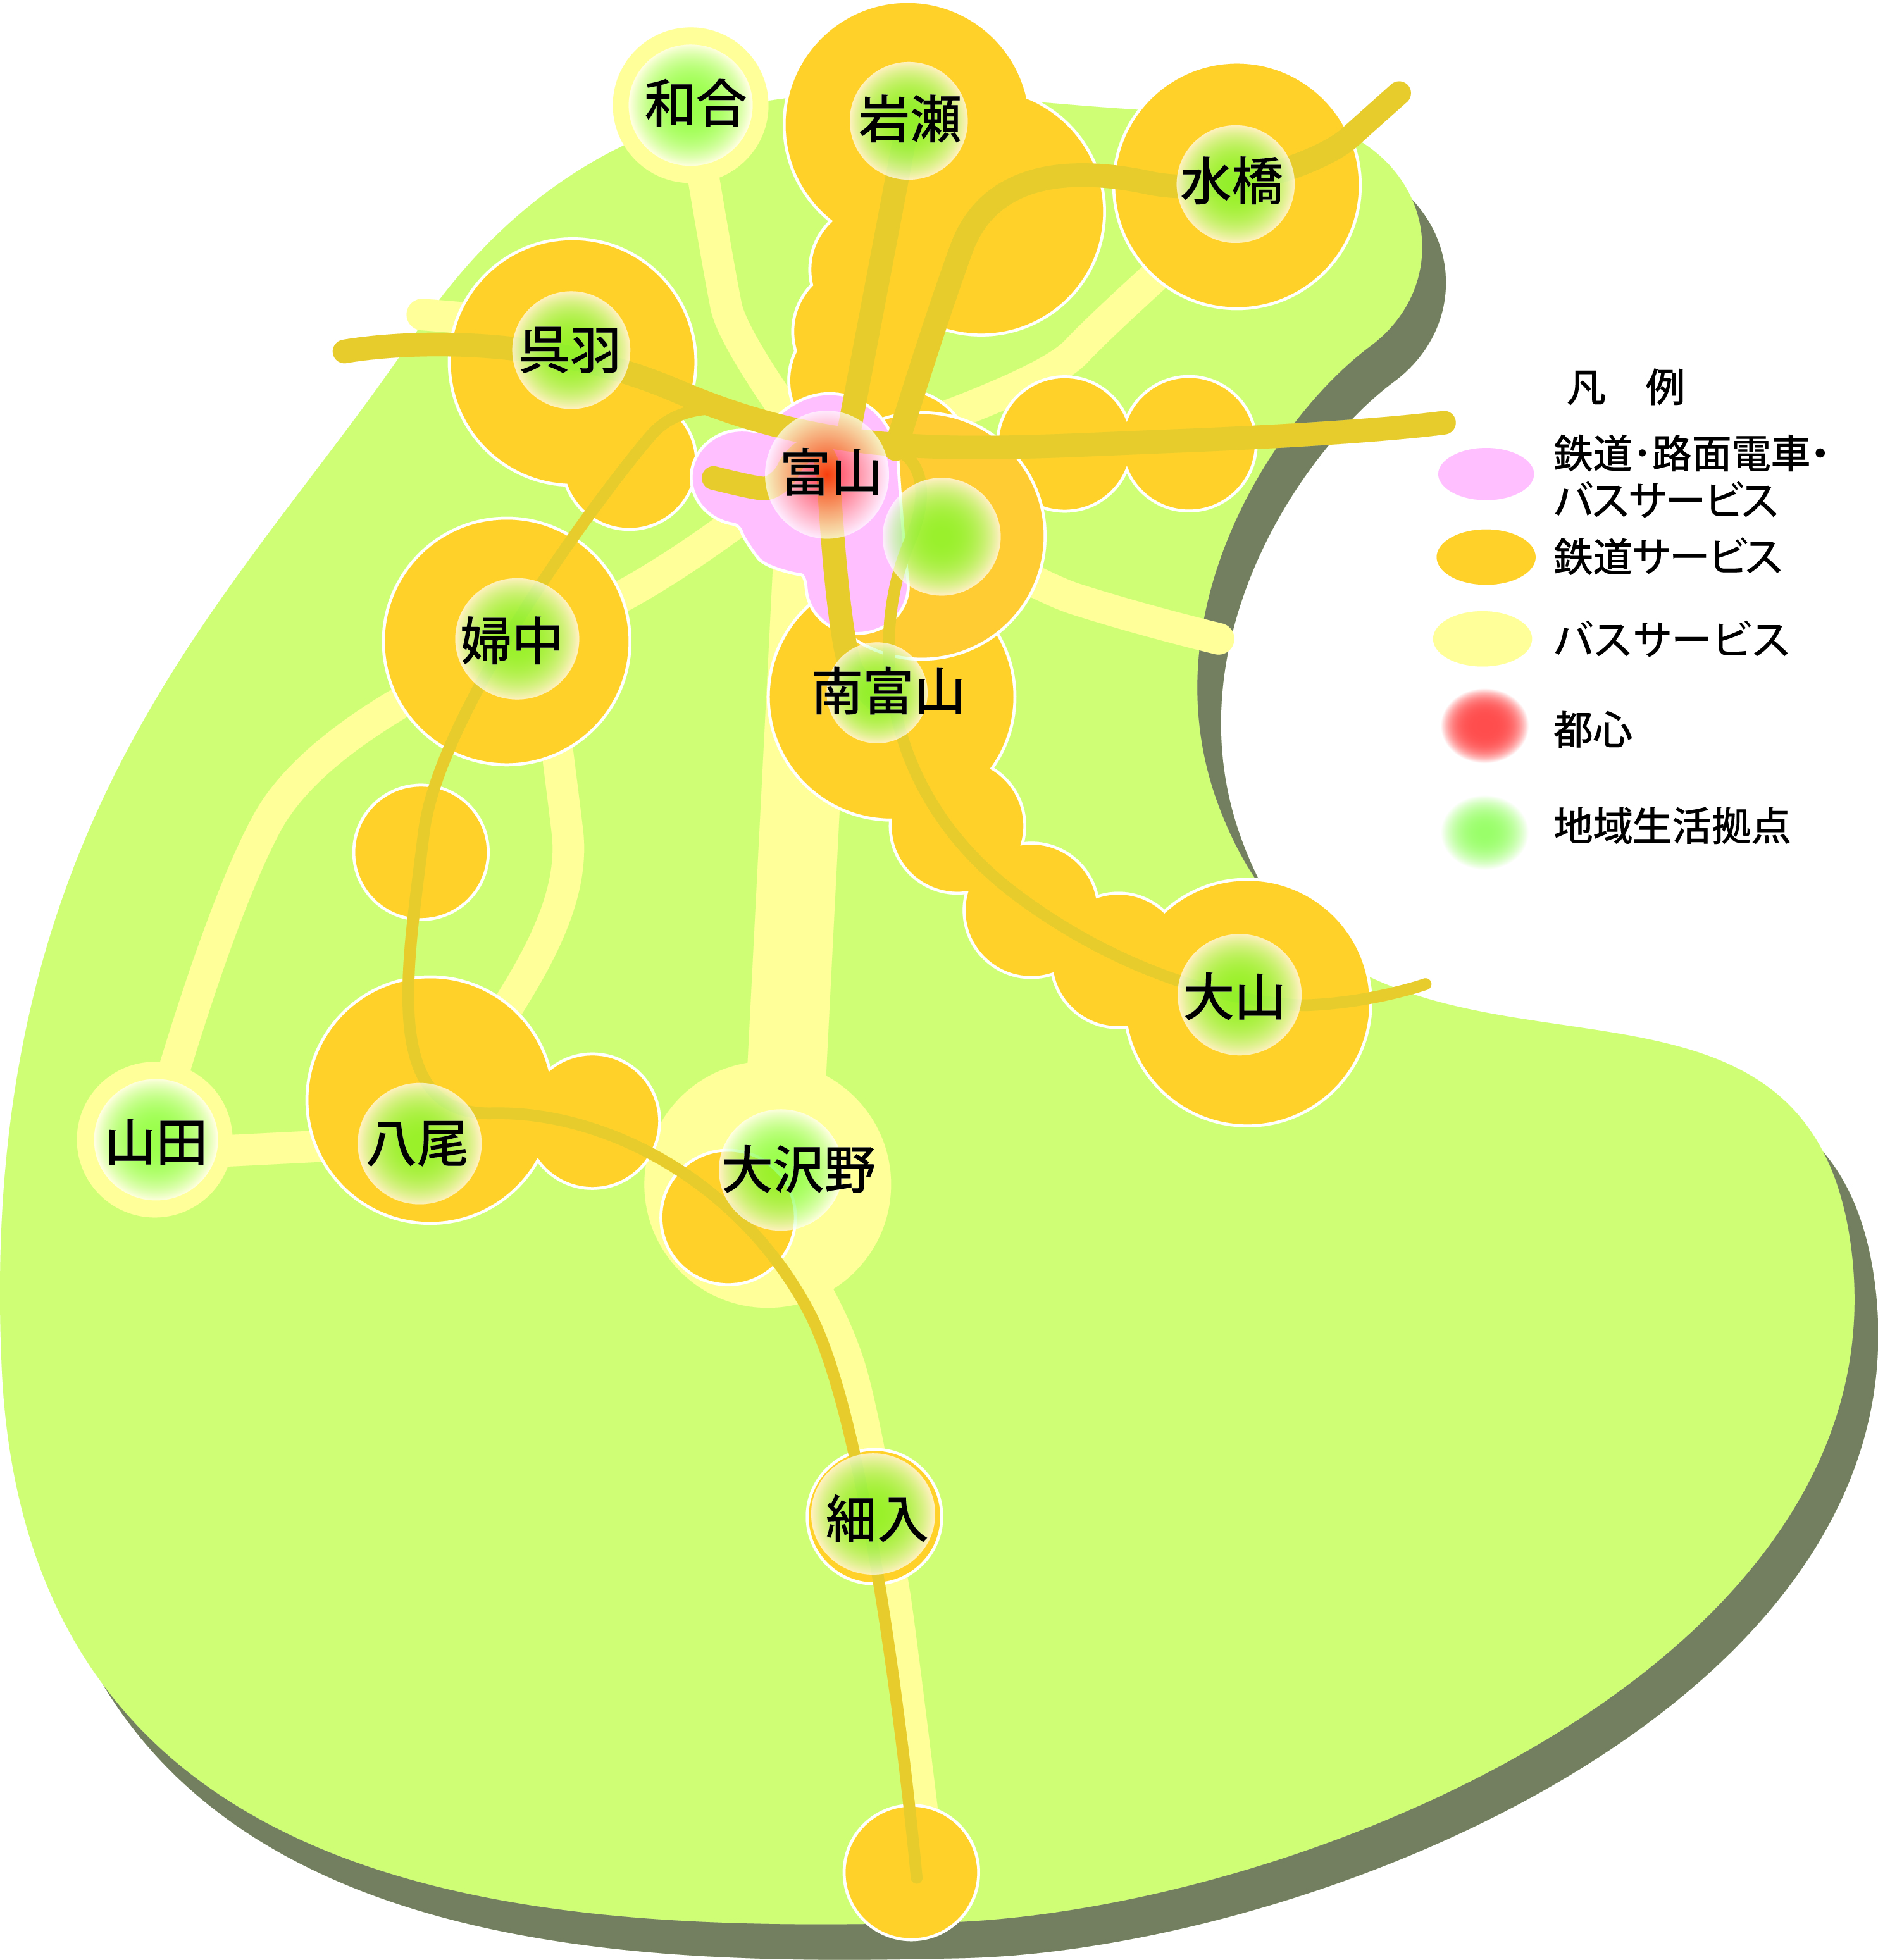 和合
岩瀬
水橋
呉羽
富山
婦中
南富山
大山
山田
八尾
大沢野
細入
凡 例
鉄道・路面電車・
バスサービス
鉄道サービス
バスサービス
都心
地域生活拠点